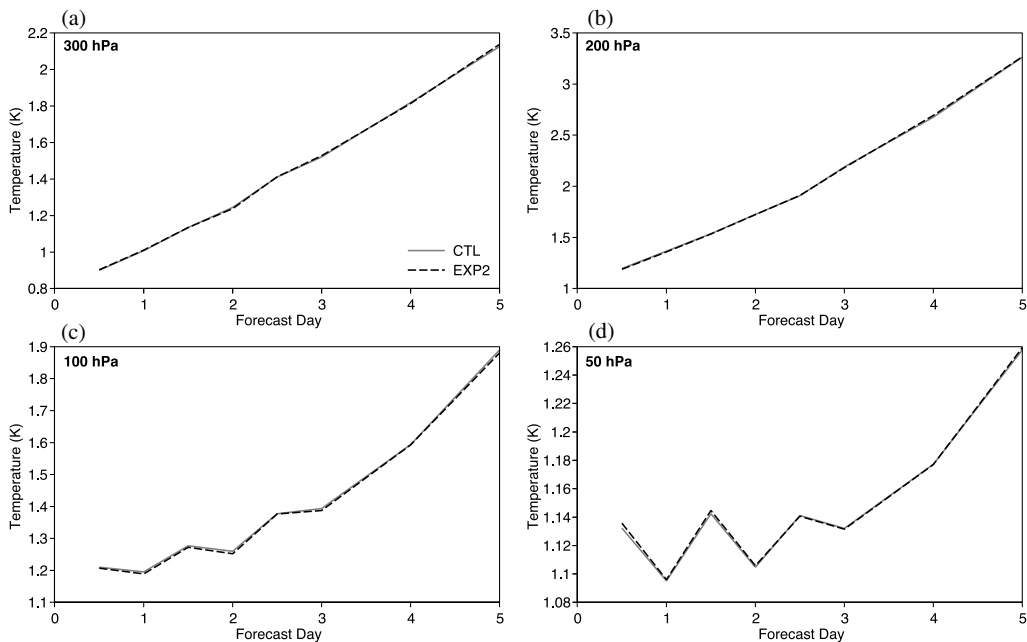 (a)
300 hPa
2.2
2
1.8
1.6
1.4
1.2
1
0.8
Temperature (K)
0 1 2 3 4 5
Forecast Day
CTL
EXP2
(b)
200 hPa
3.5
3
2.5
2
1.5
1
Temperature (K)
0 1 2 3 4 5
Forecast Day
(c)
100 hPa
1.9
1.8
1.7
1.6
1.5
1.4
1.3
1.2
1.1
Temperature (K)
0 1 2 3 4 5
Forecast Day
(d)
50 hPa
1.26
1.24
1.22
1.2
1.18
1.16
1.14
1.12
1.1
1.08
Temperature (K)
0 1 2 3 4 5
Forecast Day